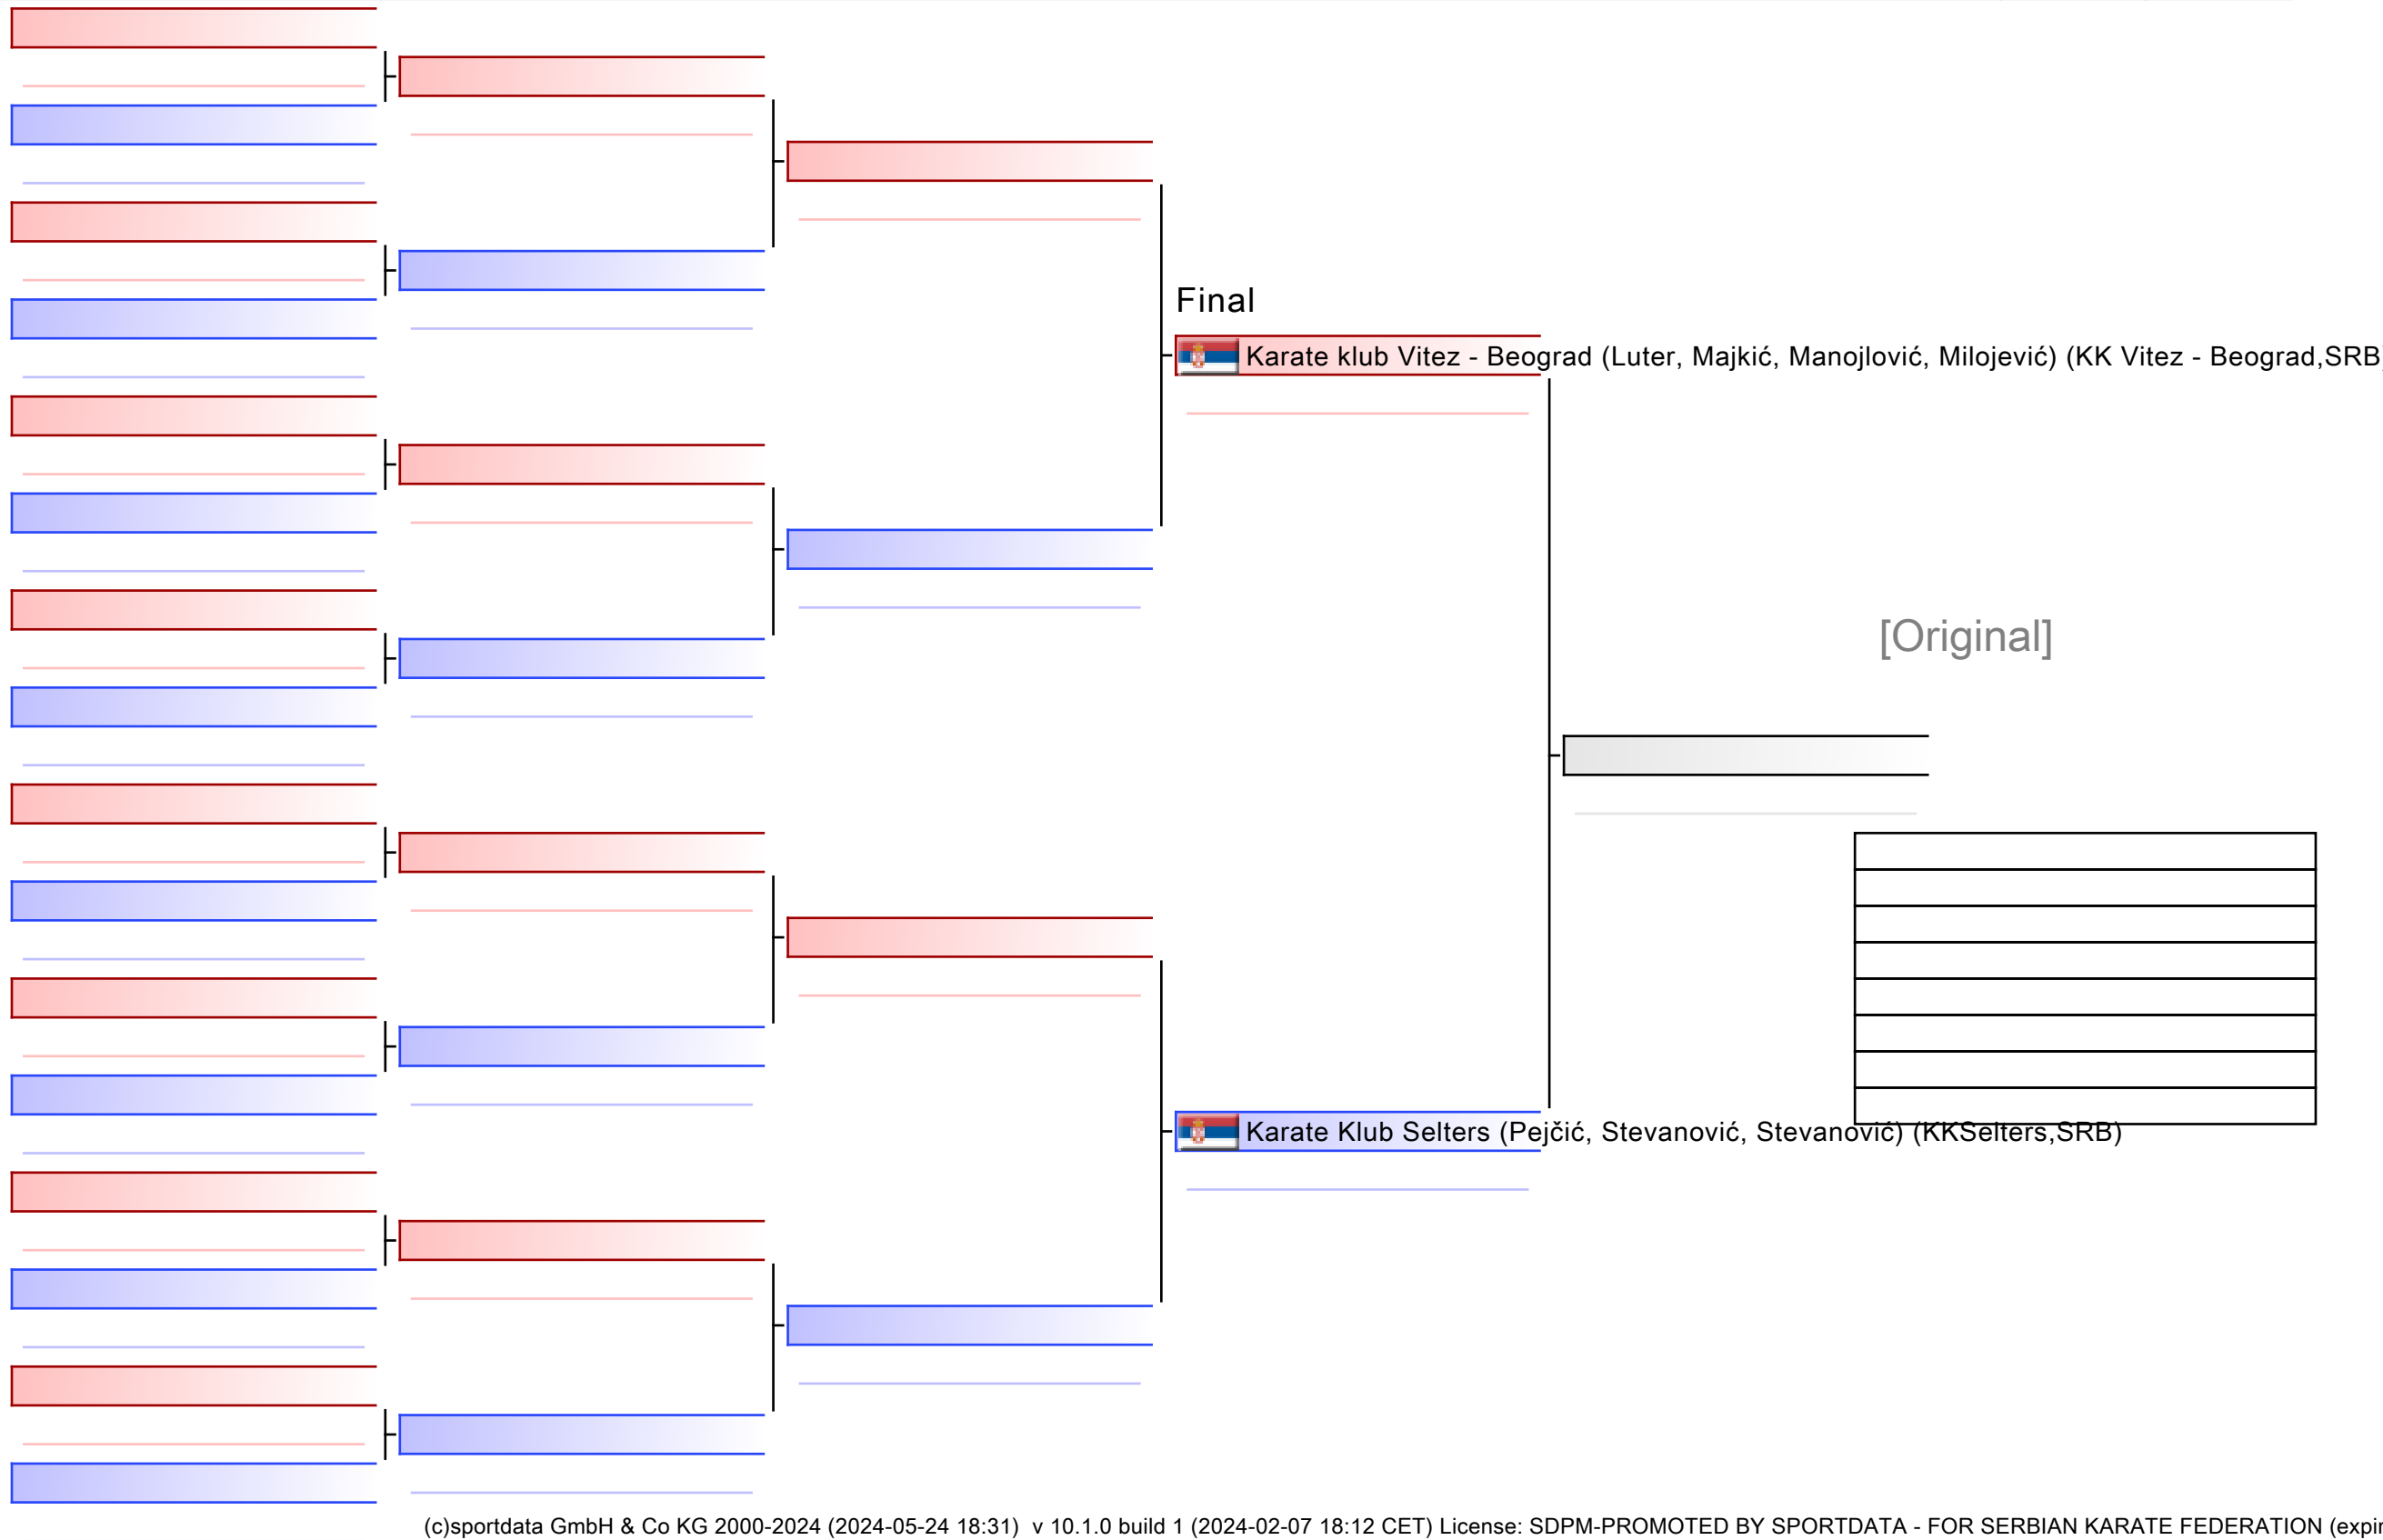 Final
Karate klub Vitez - Beograd (Luter, Majkić, Manojlović, Milojević) (KK Vitez - Beograd,SRB)
[Original]
Karate Klub Selters (Pejčić, Stevanović, Stevanović) (KKSelters,SRB)
(c)sportdata GmbH & Co KG 2000-2024 (2024-05-24 18:31) v 10.1.0 build 1 (2024-02-07 18:12 CET) License: SDPM-PROMOTED BY SPORTDATA - FOR SERBIAN KARATE FEDERATION